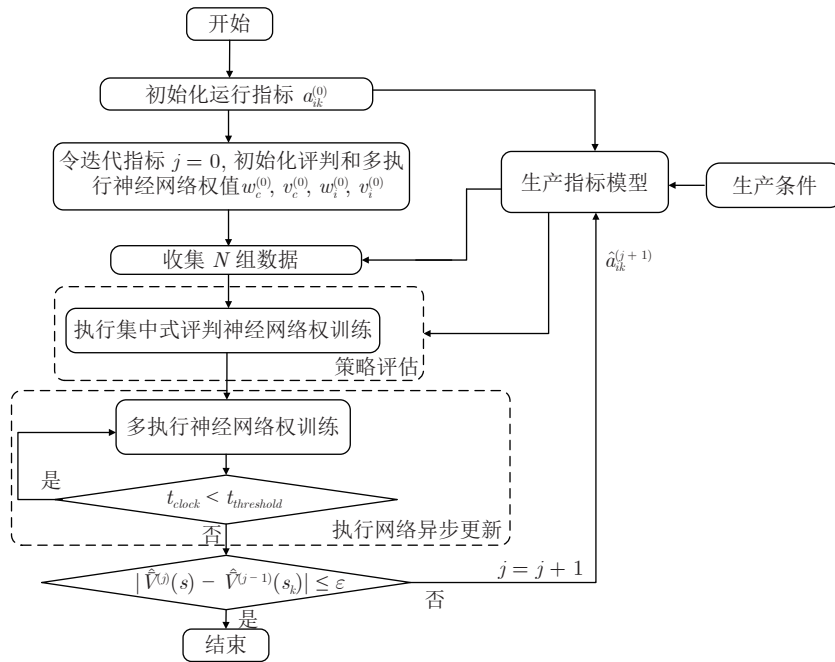 开始
初始化运行指标 $a_{ik}^{(0)}$
令迭代指标 $j = 0$, 初始化评判和多执
行神经网络权值$w_c^{(0)}$, $v_c^{(0)}$, $w_i^{(0)}$, $v_i^{(0)}$
生产指标模型
生产条件
收集 $N$ 组数据
$\hat{a}_{ik}^{(j+1)}$
执行集中式评判神经网络权训练
策略评估
多执行神经网络权训练
是
$t_{clock} < t_{threshold}$
执行网络异步更新
否
$|\hat{V}^{(j)}(s) - \hat{V}^{(j-1)}(s_k)| \leq \varepsilon$
$j = j + 1$
否
是
结束